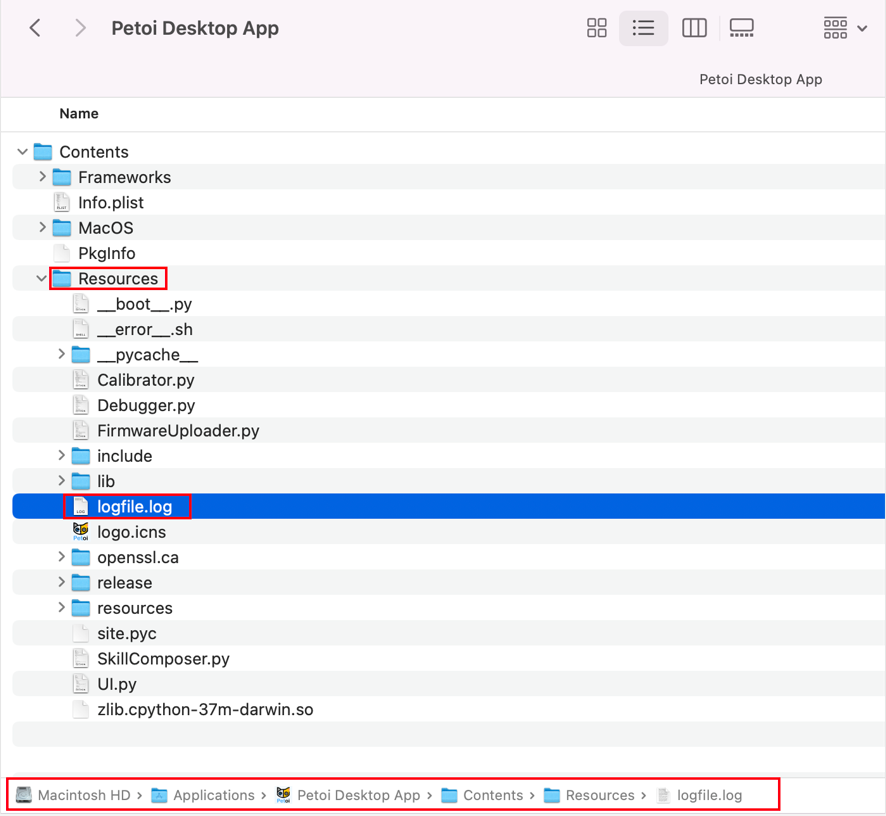 Petoi Desktop App
Petoi Desktop App
Name
Contents
Frameworks
Info.plist
MacOS
PkgInfo
Resources
__boot__.py
__error__.sh
__pycache__
Calibrator.py
Debugger.py
FirmwareUploader.py
include
lib
logfile.log
logo.icns
openssl.ca
release
resources
site.pyc
SkillComposer.py
UI.py
zlib.cpython-37m-darwin.so
Macintosh HD › Applications › Petoi Desktop App › Contents › Resources › logfile.log